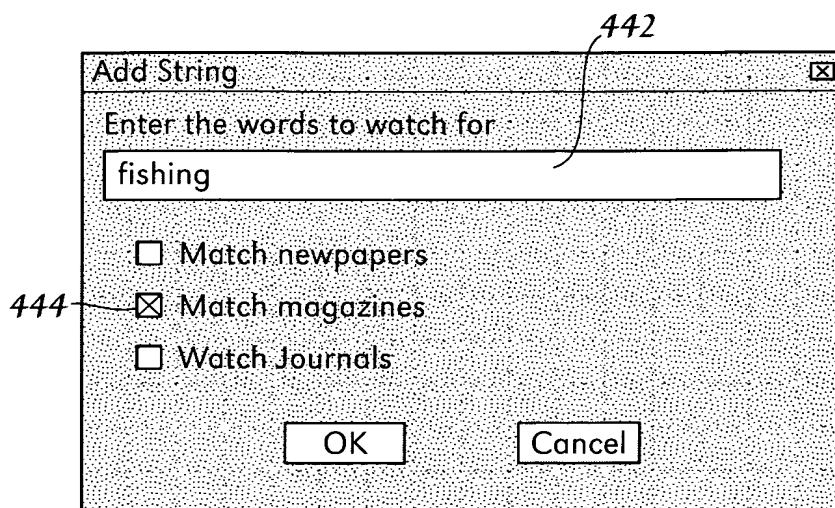 442
Add String
Enter the words to watch for
fishing
Match newpapers
444 Match magazines
Watch Journals
OK Cancel